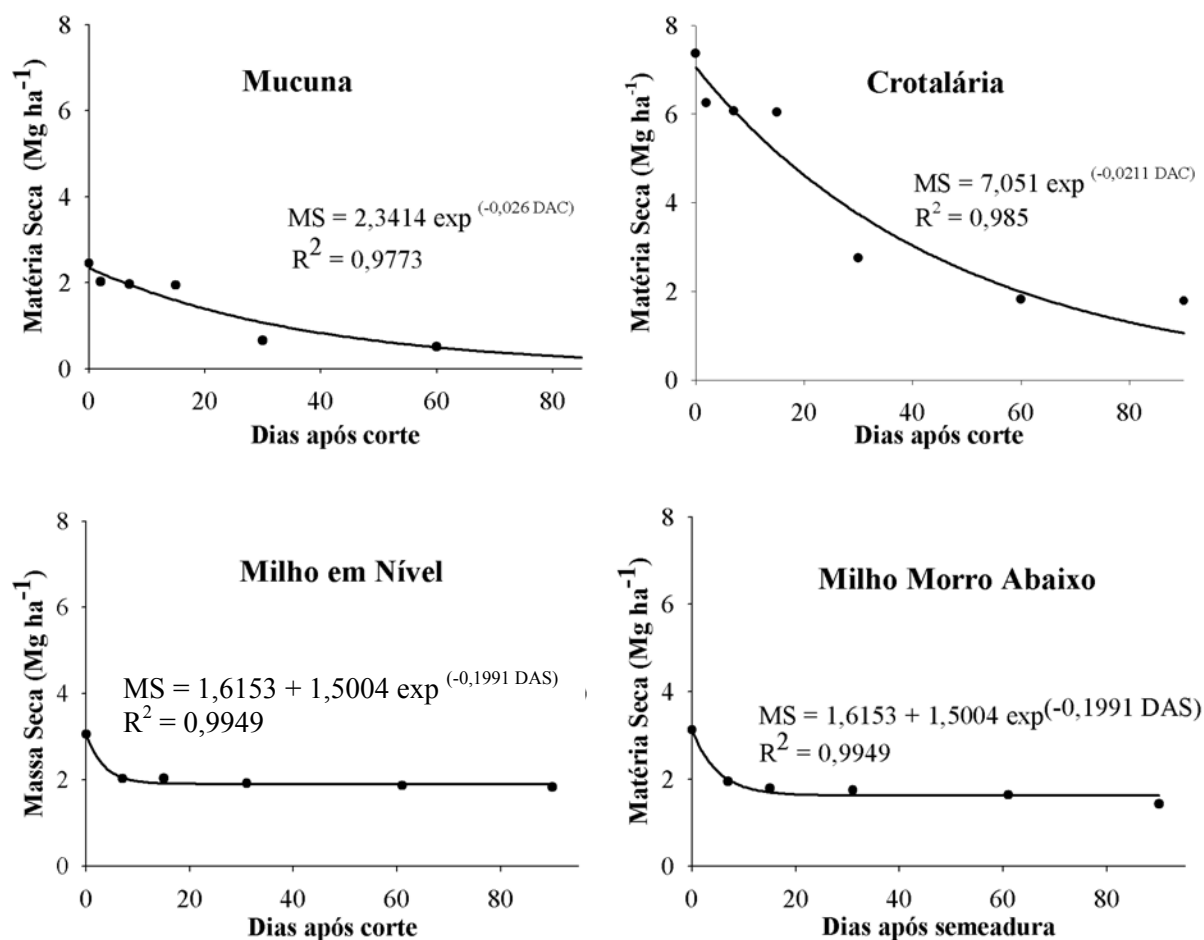 Mucuna
Matéria Seca (Mg ha-1)
8
6
4
2
0
MS = 2,3414 exp (-0,026 DAC)
R2 = 0,9773
0 20 40 60 80
Dias após corte
Crotalária
Matéria Seca (Mg ha-1)
8
6
4
2
0
MS = 7,051 exp (-0,0211 DAC)
R2 = 0,985
0 20 40 60 80
Dias após corte
Milho em Nível
Massa Seca (Mg ha-1)
8
6
4
2
0
MS = 1,6153 + 1,5004 exp (-0,1991 DAS)
)
R2 = 0,9949
0 20 40 60 80
Dias após corte
Milho Morro Abaixo
Matéria Seca (Mg ha-1)
8
6
4
2
0
MS = 1,6153 + 1,5004 exp(-0,1991 DAS)
R2 = 0,9949
0 20 40 60 80
Dias após semeadura